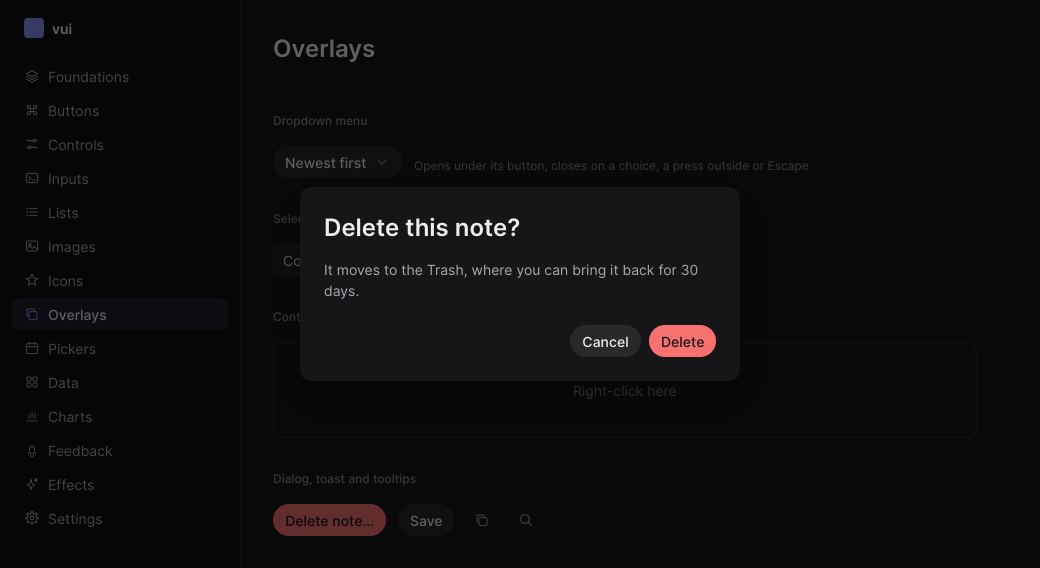 vui
Foundations
Buttons
Controls
Inputs
Lists
Images
Icons
Overlays
Pickers
Data
Charts
Feedback
Effects
Settings
Overlays
Dropdown menu
Newest first
Opens under its button, closes on a choice, a press outside or Escape
Delete this note?
It moves to the Trash, where you can bring it back for 30
days.
Cancel
Delete
Right-click here
Dialog, toast and tooltips
Delete note...
Save